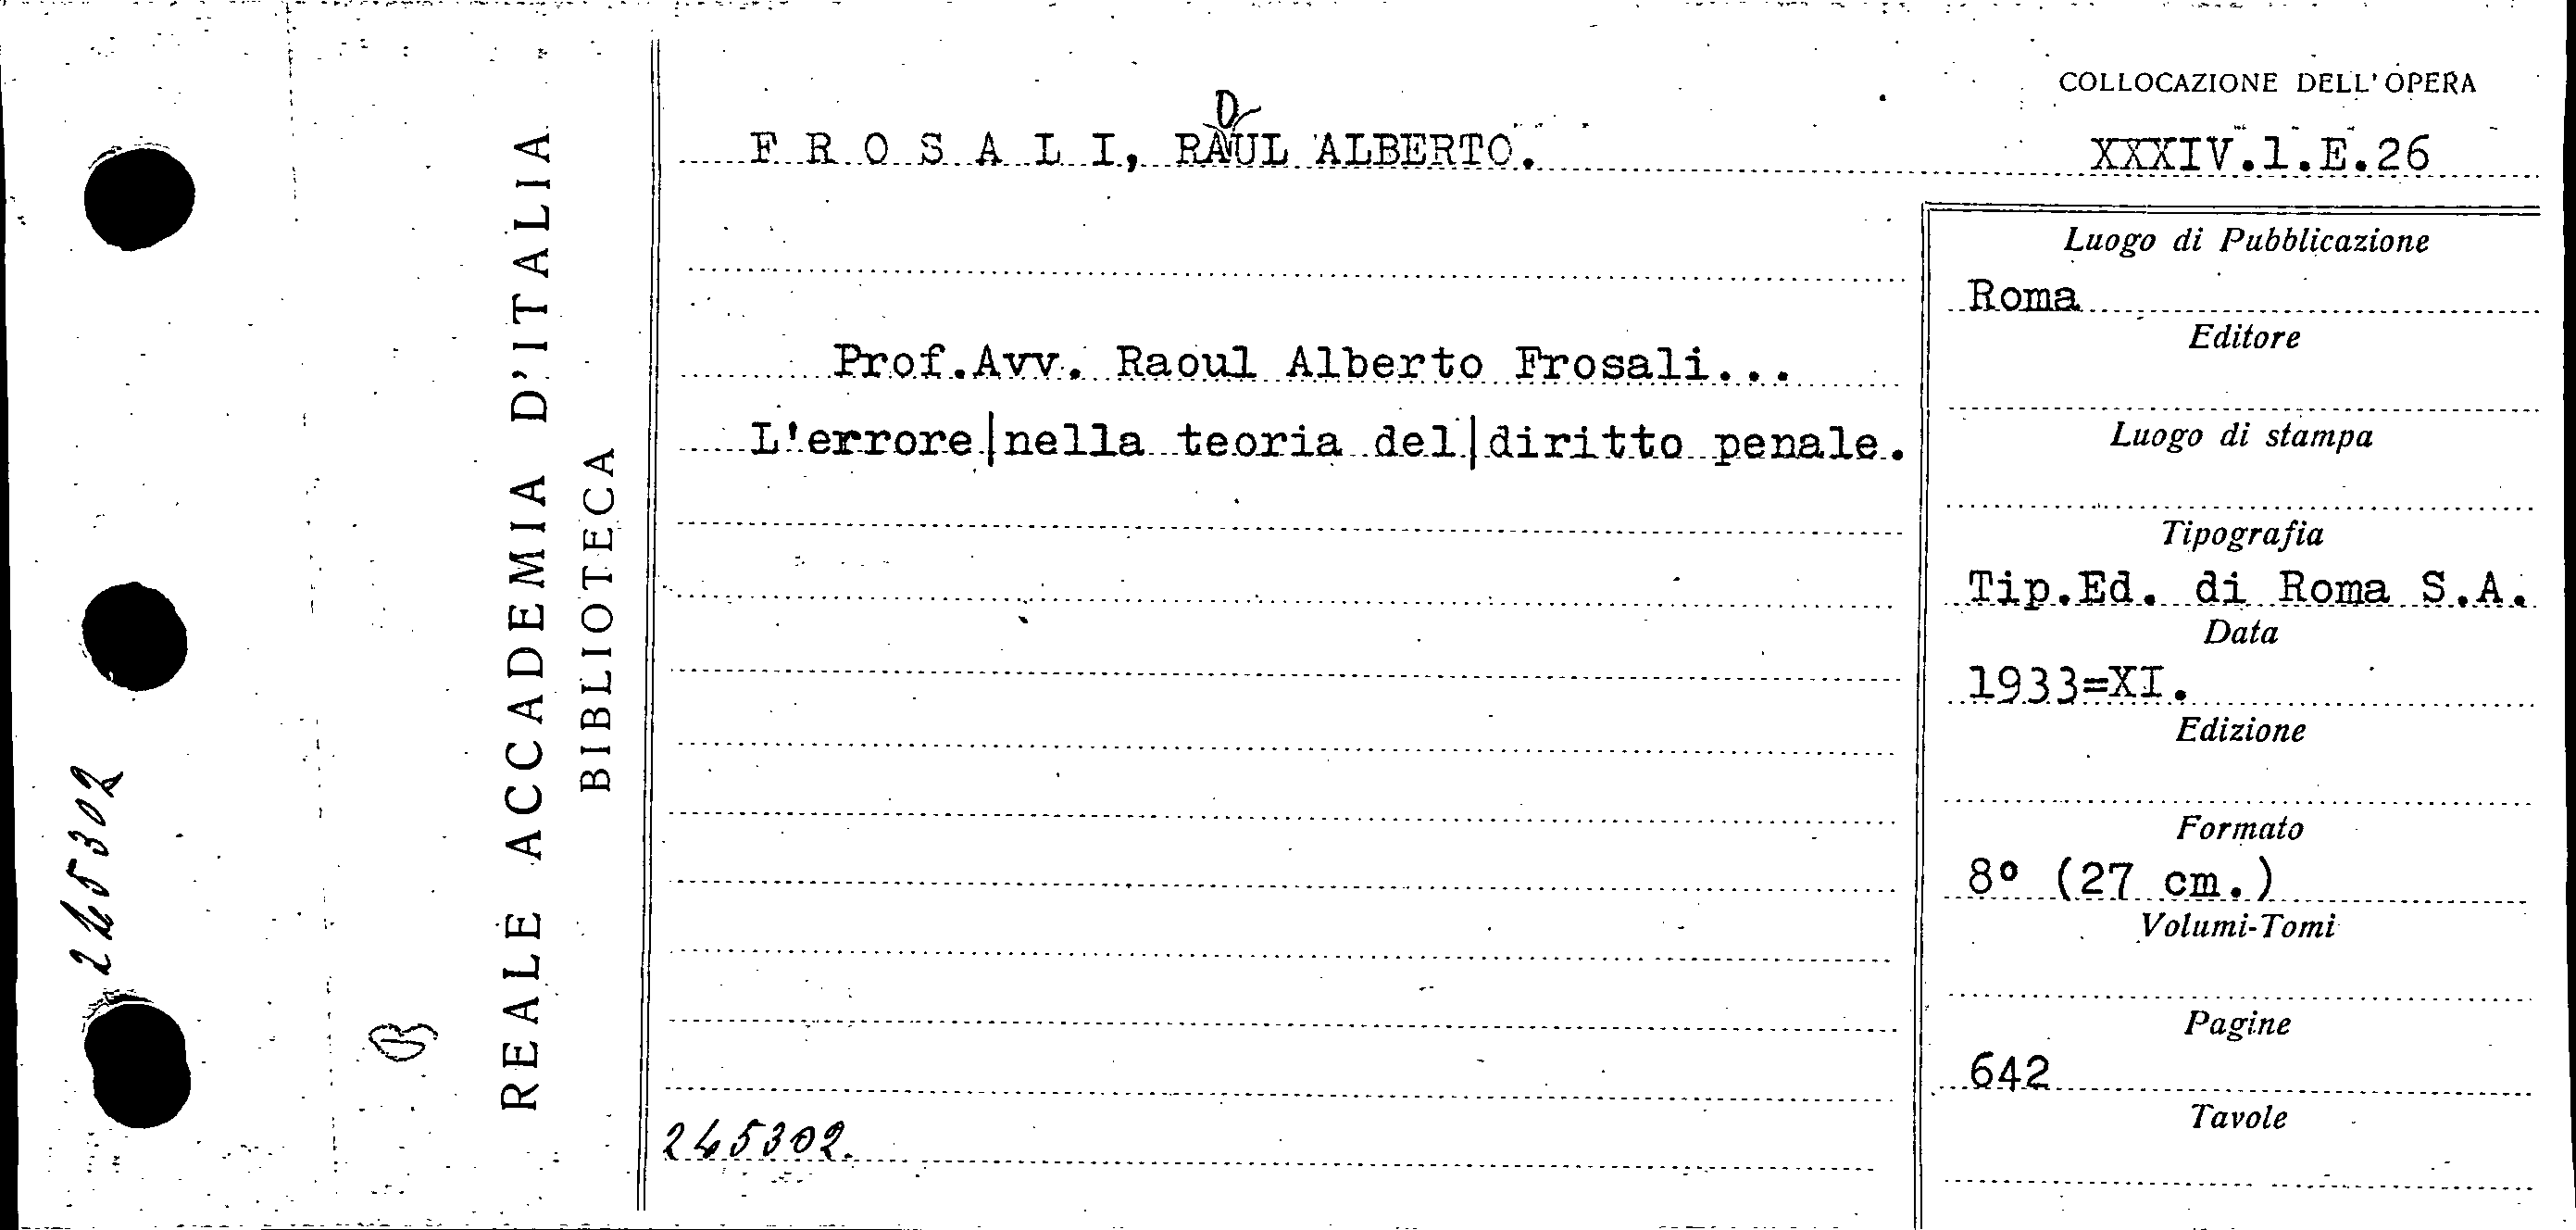 COLLOCAZIONE DELL'OPERA
F R O S A L I, RAUL ALBERTO.
XXXIV.1.E.26
Prof.Avv. Raoul Alberto Frosali...
L'errore|nella teoria del|diritto penale.
Luogo di Pubblicazione
Roma
Editore
Luogo di stampa
Tipografia
Tip.Ed. di Roma S.A.
Data
1933=XI.
Edizione
Formato
8° (27 cm.)
Volumi-Tomi
Pagine
642
Tavole
245302.
REALE ACCADEMIA D'ITALIA
BIBLIOTECA
245302